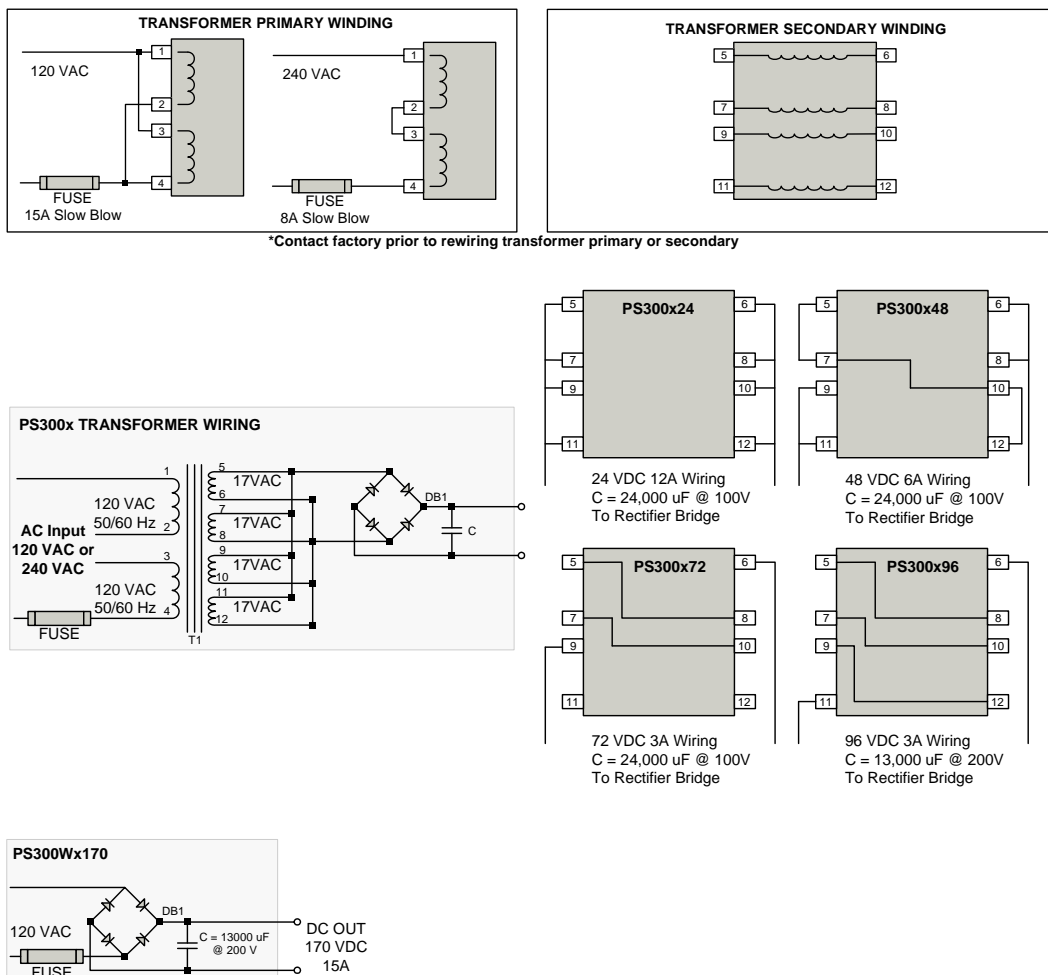 TRANSFORMER PRIMARY WINDING
120 VAC
1
2
3
4
FUSE
15A Slow Blow
240 VAC
1
2
3
4
FUSE
8A Slow Blow
TRANSFORMER SECONDARY WINDING
5
6
7
8
9
10
11
12
*Contact factory prior to rewiring transformer primary or secondary
PS300x24
5
6
7
8
9
10
11
12
24 VDC 12A Wiring
C = 24,000 uF @ 100V
To Rectifier Bridge
PS300x48
5
6
7
8
9
10
11
12
48 VDC 6A Wiring
C = 24,000 uF @ 100V
To Rectifier Bridge
PS300x TRANSFORMER WIRING
AC Input
120 VAC or
240 VAC
1
120 VAC
50/60 Hz
2
3
120 VAC
50/60 Hz
4
FUSE
T1
5
17VAC
6
7
17VAC
8
9
17VAC
10
11
17VAC
12
DB1
C
PS300x72
5
6
7
8
9
10
11
12
72 VDC 3A Wiring
C = 24,000 uF @ 100V
To Rectifier Bridge
PS300x96
5
6
7
8
9
10
11
12
96 VDC 3A Wiring
C = 13,000 uF @ 200V
To Rectifier Bridge
PS300Wx170
120 VAC
FUSE
DB1
C = 13000 uF
@ 200 V
DC OUT
170 VDC
15A